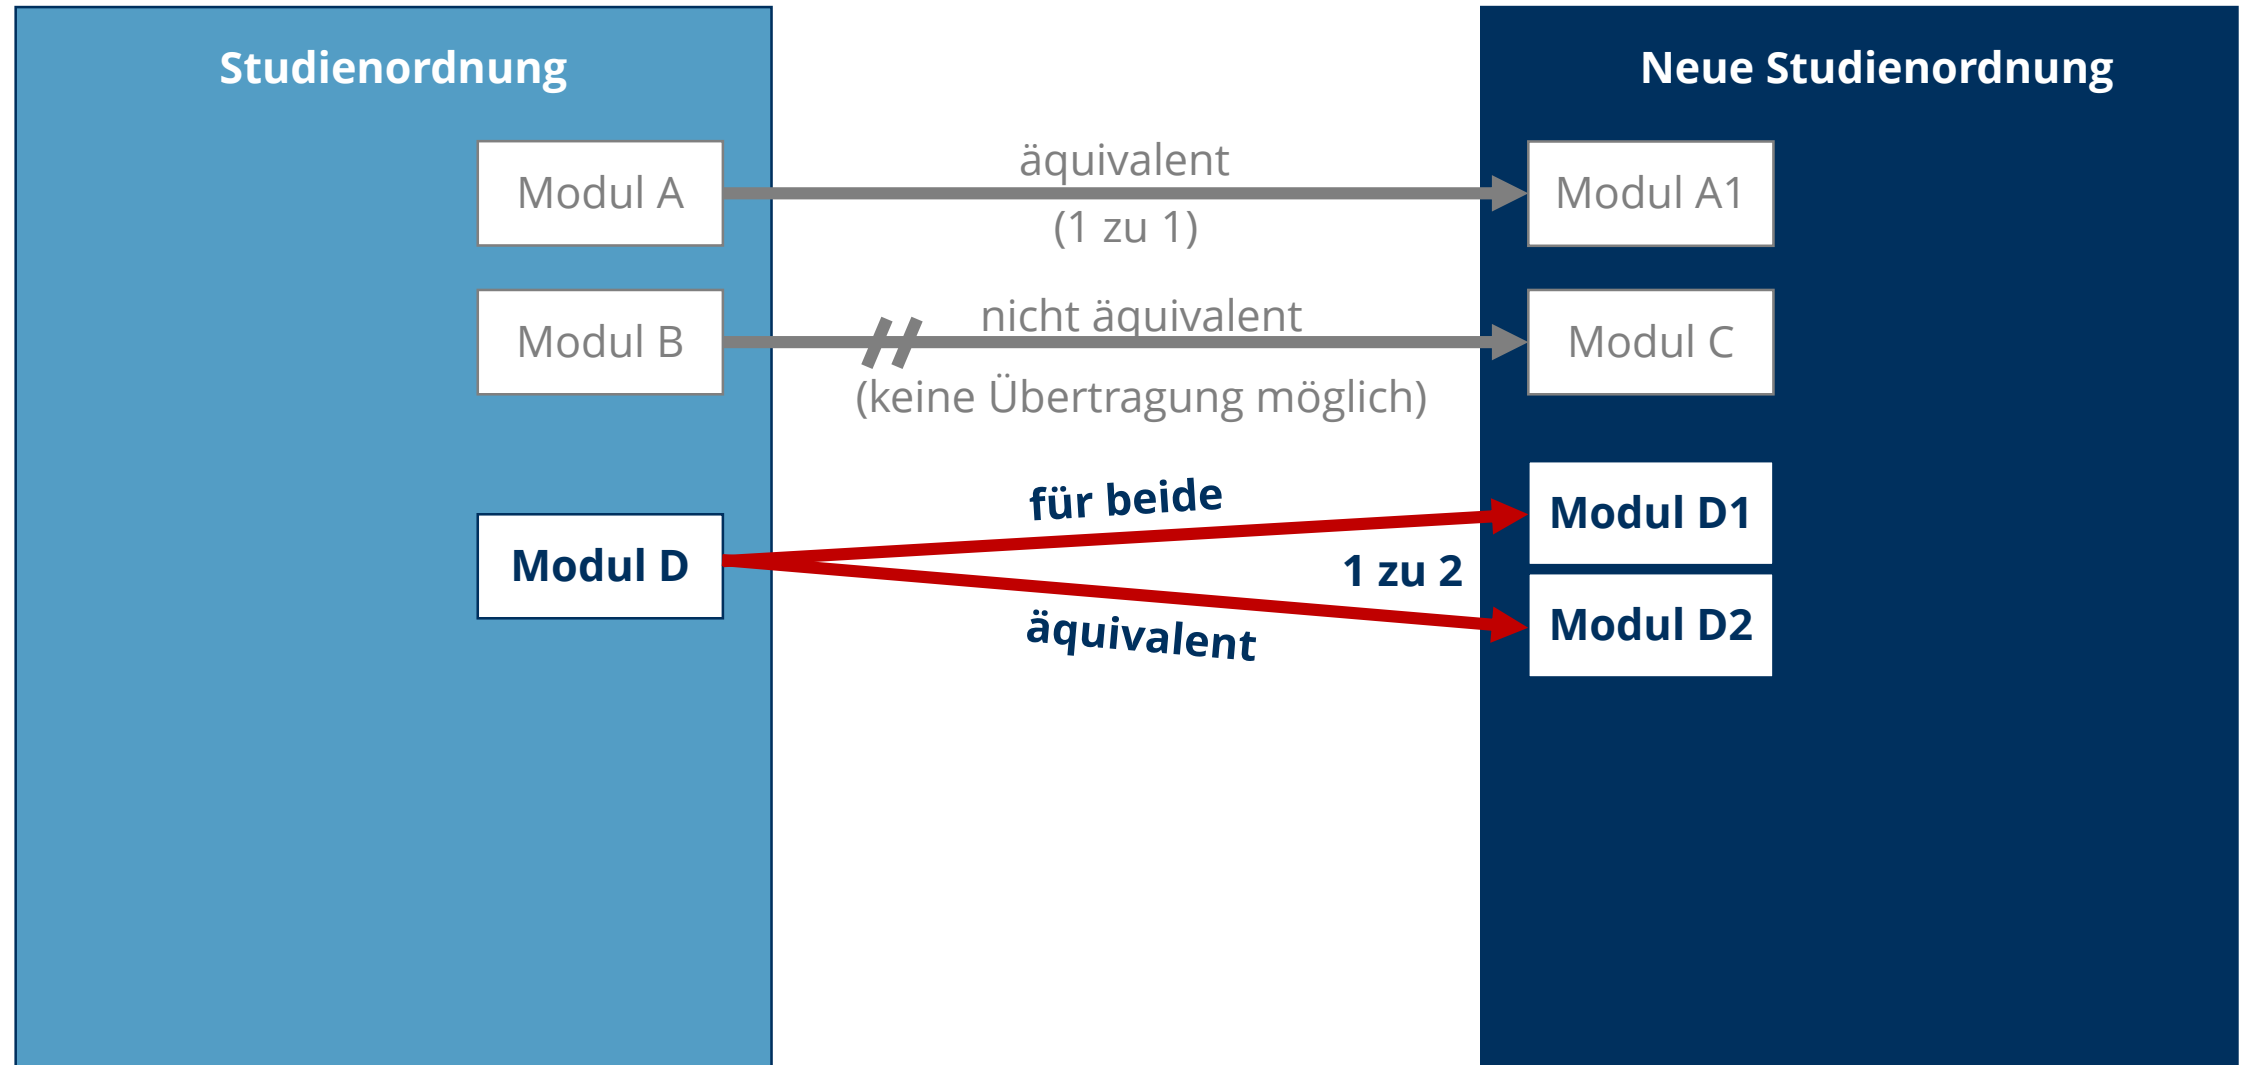 Studienordnung
Neue Studienordnung
Modul A
äquivalent
(1 zu 1)
Modul A1
Modul B
nicht äquivalent
(keine Übertragung möglich)
Modul C
Modul D
für beide
1 zu 2
äquivalent
Modul D1
Modul D2